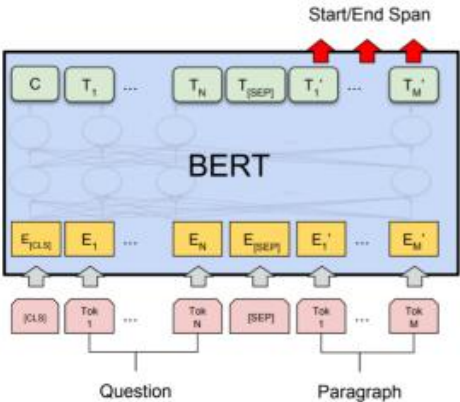 Start/End Span
C T1 ... TN T[SEP] T1' ... TM'
BERT
E[CLS] E1 ... EN E[SEP] E1' ... EM'
[CLS] Tok 1 ... Tok N [SEP] Tok 1 ... Tok M
Question Paragraph